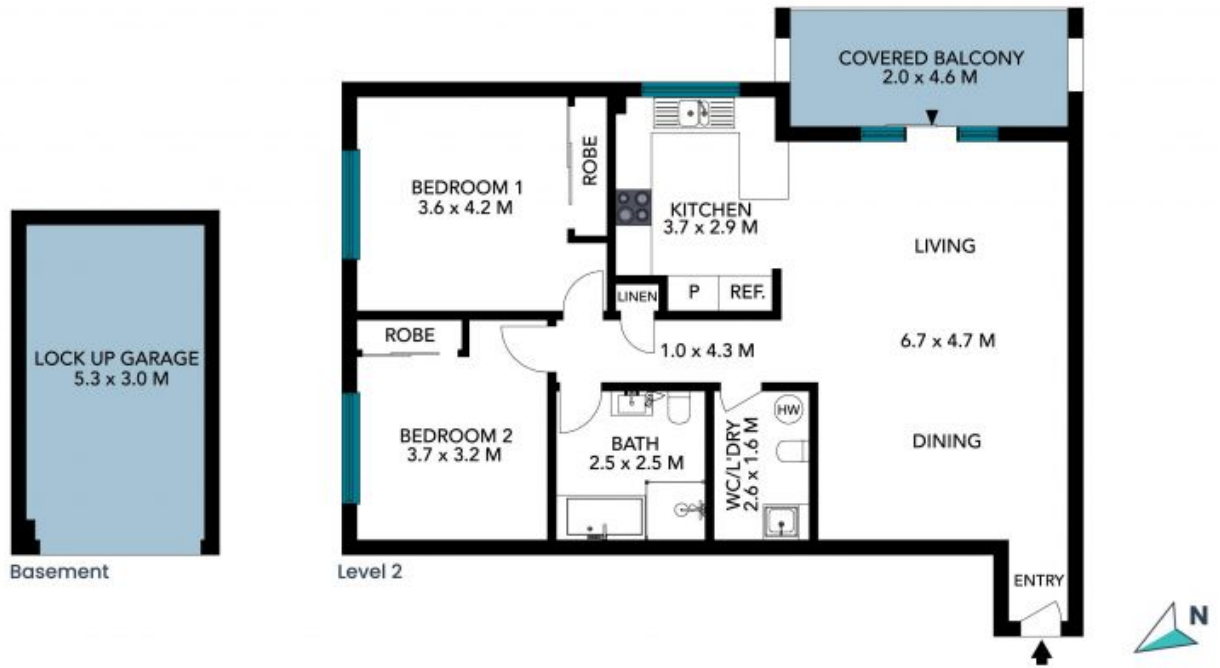 COVERED BALCONY
2.0 x 4.6 M
BEDROOM 1
3.6 x 4.2 M
ROBE
KITCHEN
3.7 x 2.9 M
LIVING
LINEN
P
REF.
ROBE
1.0 x 4.3 M
6.7 x 4.7 M
LOCK UP GARAGE
5.3 x 3.0 M
BEDROOM 2
3.7 x 3.2 M
BATH
2.5 x 2.5 M
WC/L'DRY
2.6 x 1.6 M
HW
DINING
Basement
Level 2
ENTRY
N